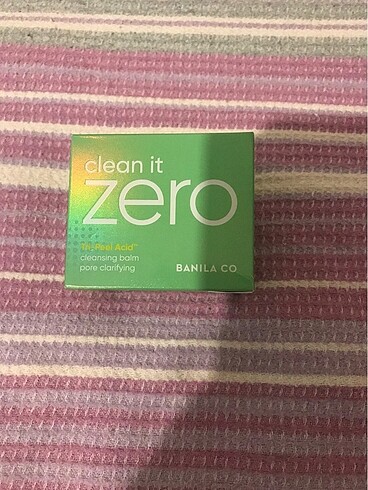 clean it
zero
Tri-Peel Acid™
cleansing balm
pore clarifying
BANILA CO